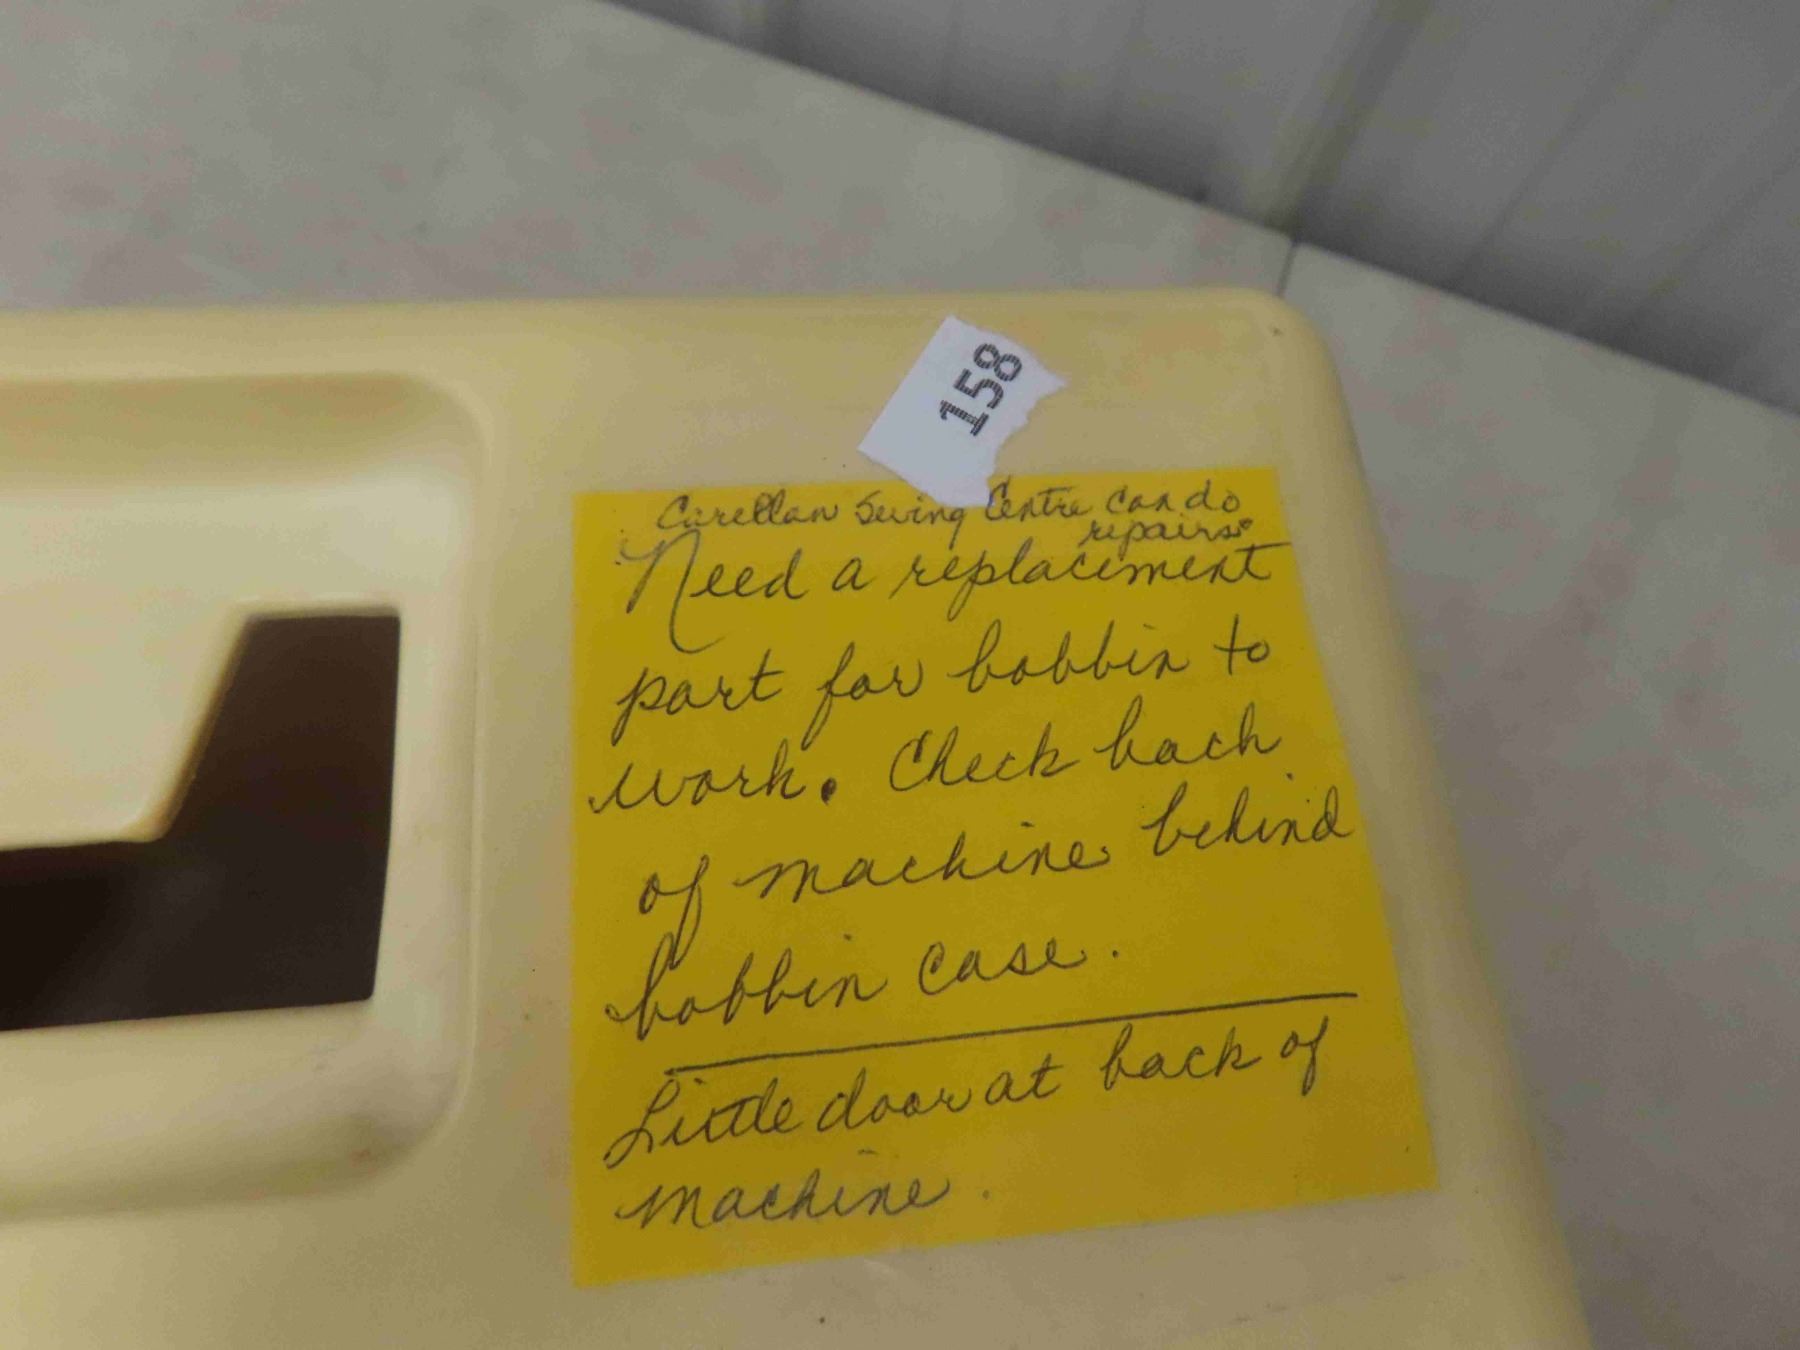 158
Sewing Centre can do
repairs.
Need a replacement
part for bobbin to
work. Check back
of machine behind
bobbin case.
Little door at back of
machine.